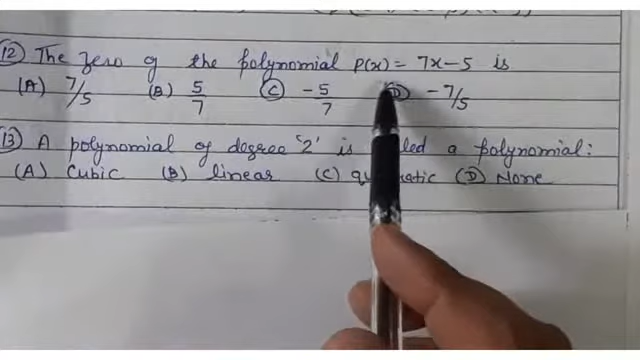 12) The zero of the polynomial P(x) = 7x-5 is
(A) 7/5 (B) 5/7 (C) -5/7 (D) -7/5
13) A polynomial of degree '2' is a polynomial:
(A) Cubic (B) linear (C) (D) None